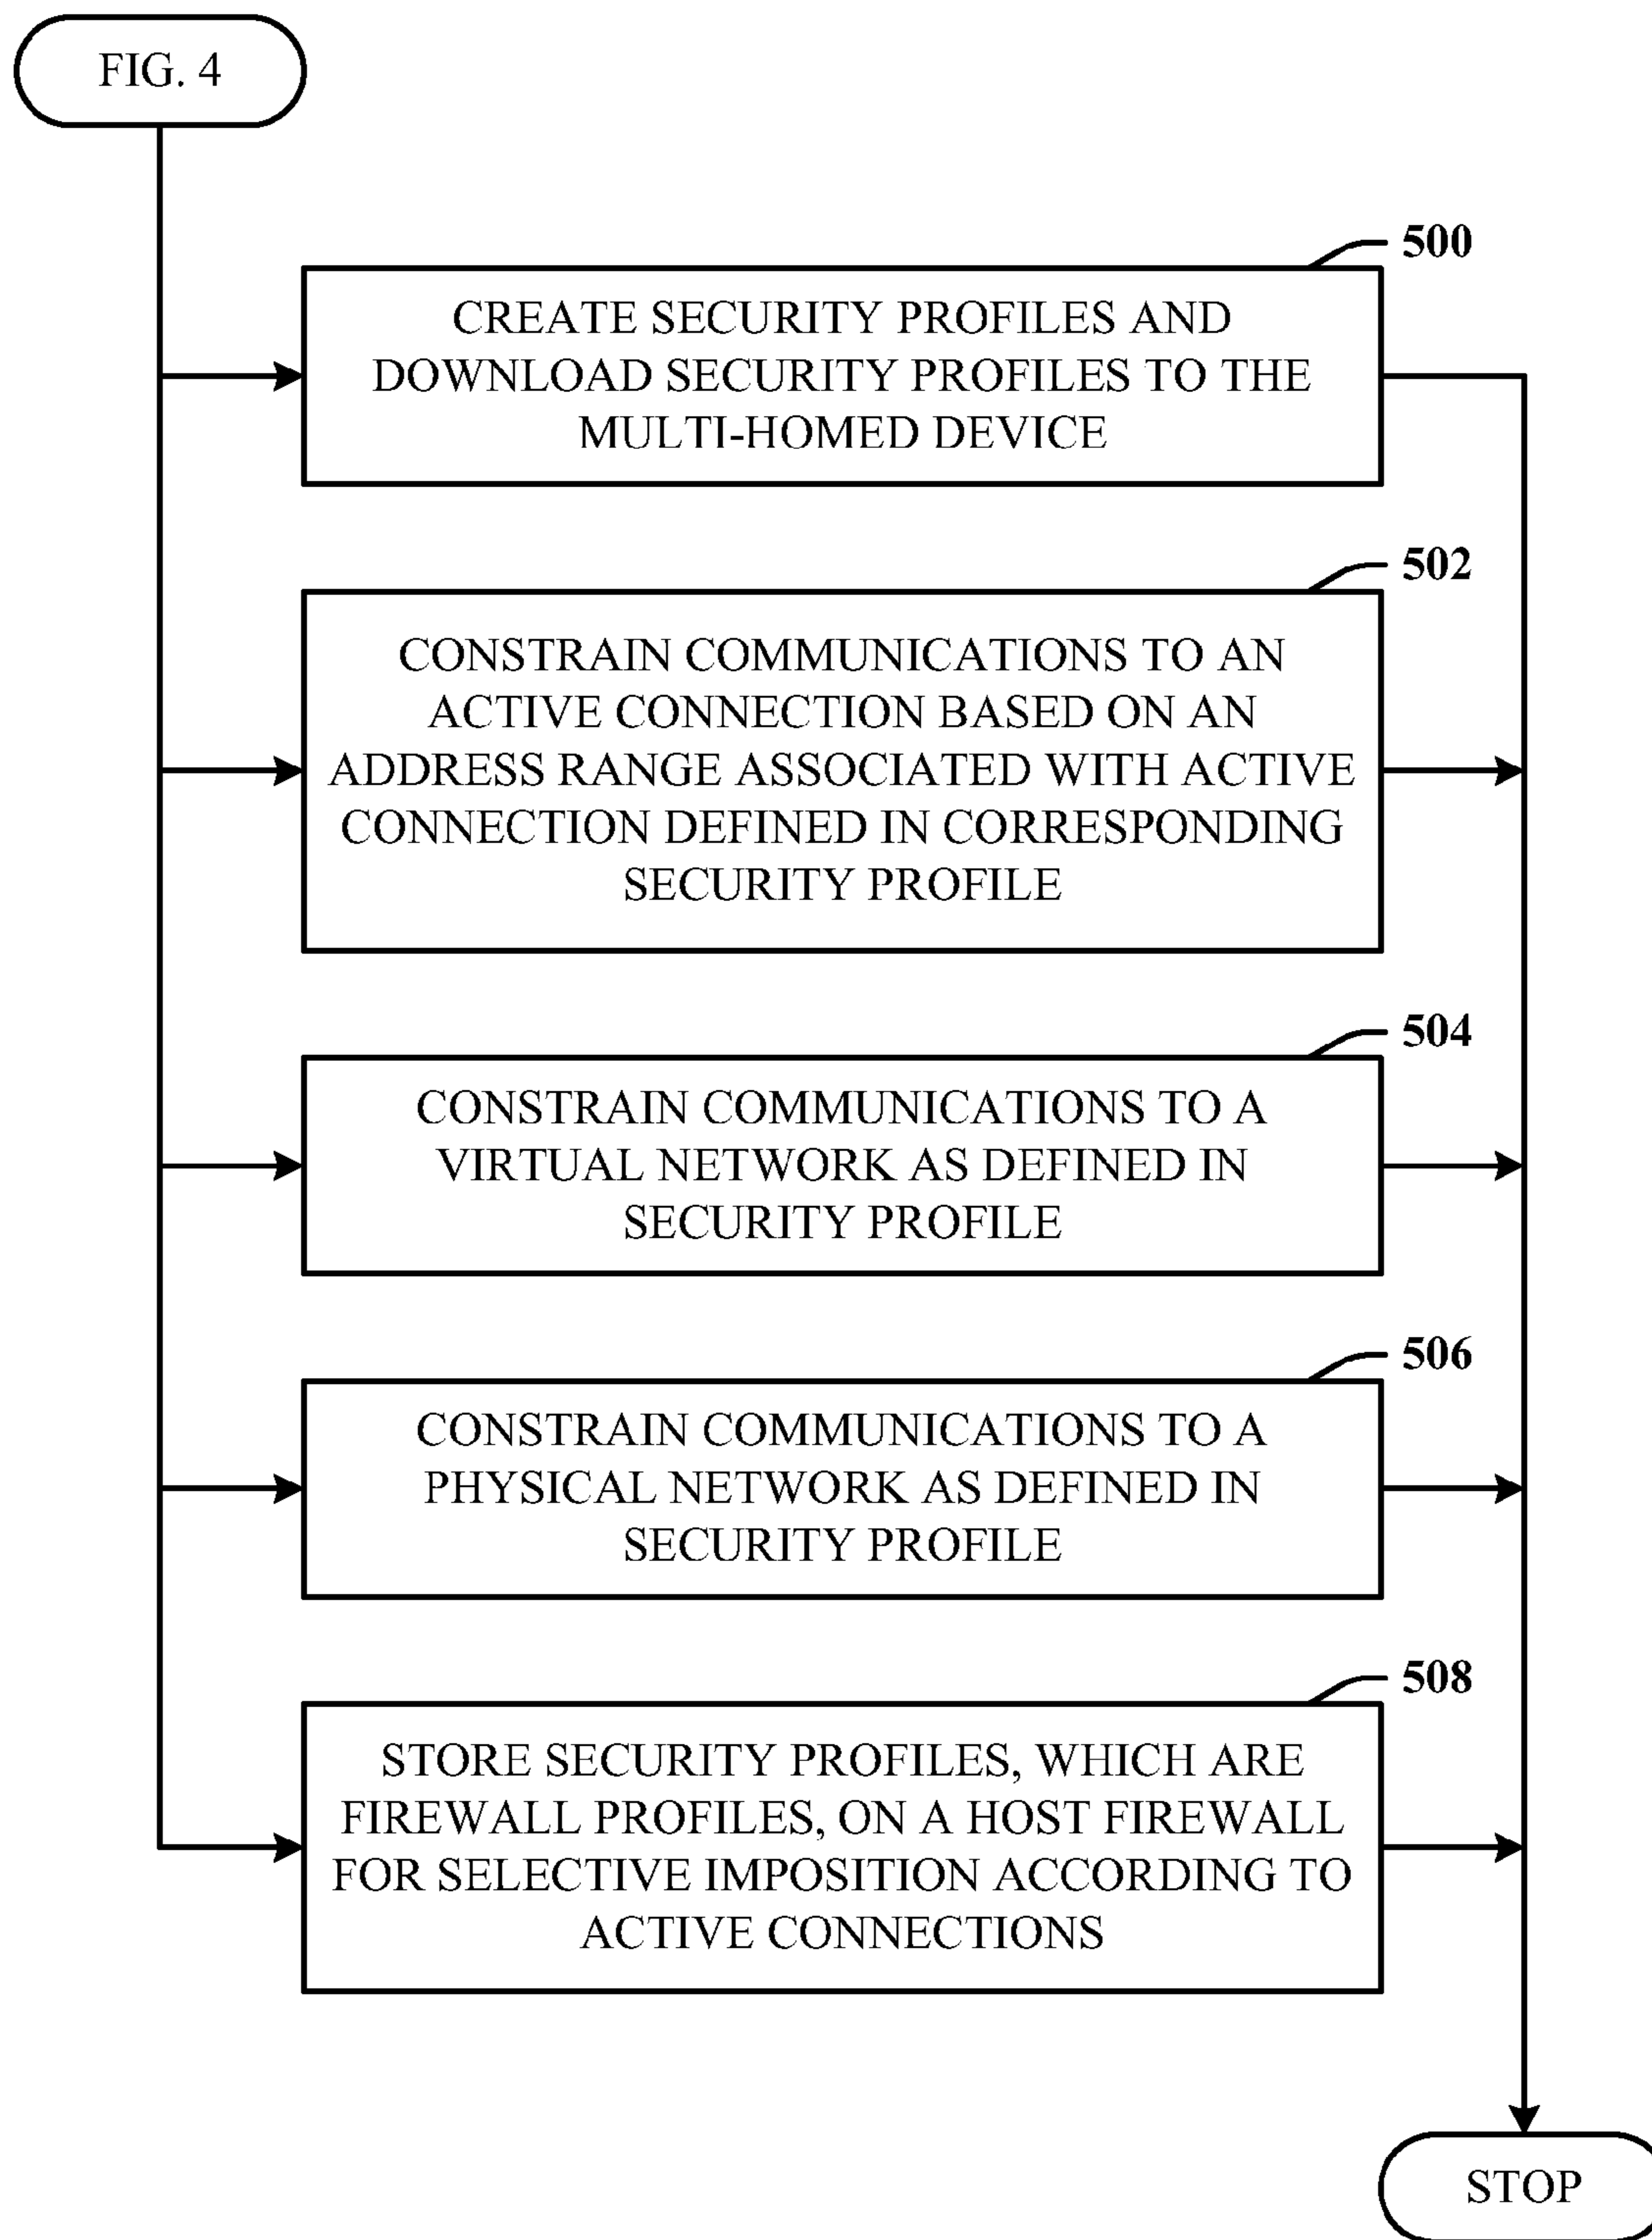 FIG. 4
500
CREATE SECURITY PROFILES AND
DOWNLOAD SECURITY PROFILES TO THE
MULTI-HOMED DEVICE
502
CONSTRAIN COMMUNICATIONS TO AN
ACTIVE CONNECTION BASED ON AN
ADDRESS RANGE ASSOCIATED WITH ACTIVE
CONNECTION DEFINED IN CORRESPONDING
SECURITY PROFILE
504
CONSTRAIN COMMUNICATIONS TO A
VIRTUAL NETWORK AS DEFINED IN
SECURITY PROFILE
506
CONSTRAIN COMMUNICATIONS TO A
PHYSICAL NETWORK AS DEFINED IN
SECURITY PROFILE
508
STORE SECURITY PROFILES, WHICH ARE
FIREWALL PROFILES, ON A HOST FIREWALL
FOR SELECTIVE IMPOSITION ACCORDING TO
ACTIVE CONNECTIONS
STOP